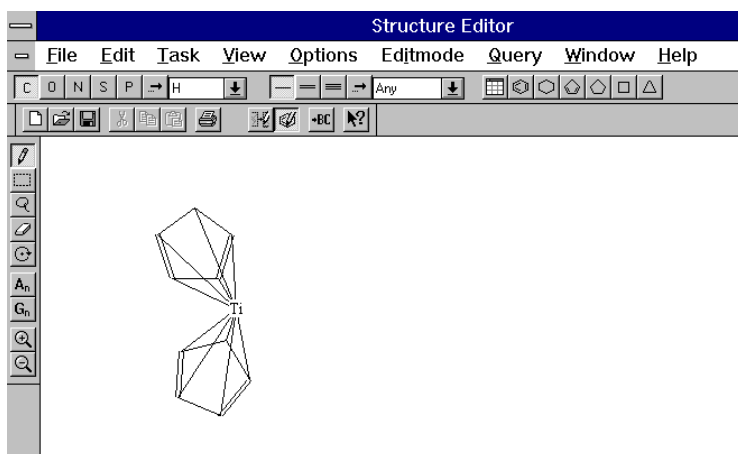 Structure Editor
File Edit Task View Options Editmode Query Window Help
C O N S P H Any
+BC ?
An
Gn
Ti